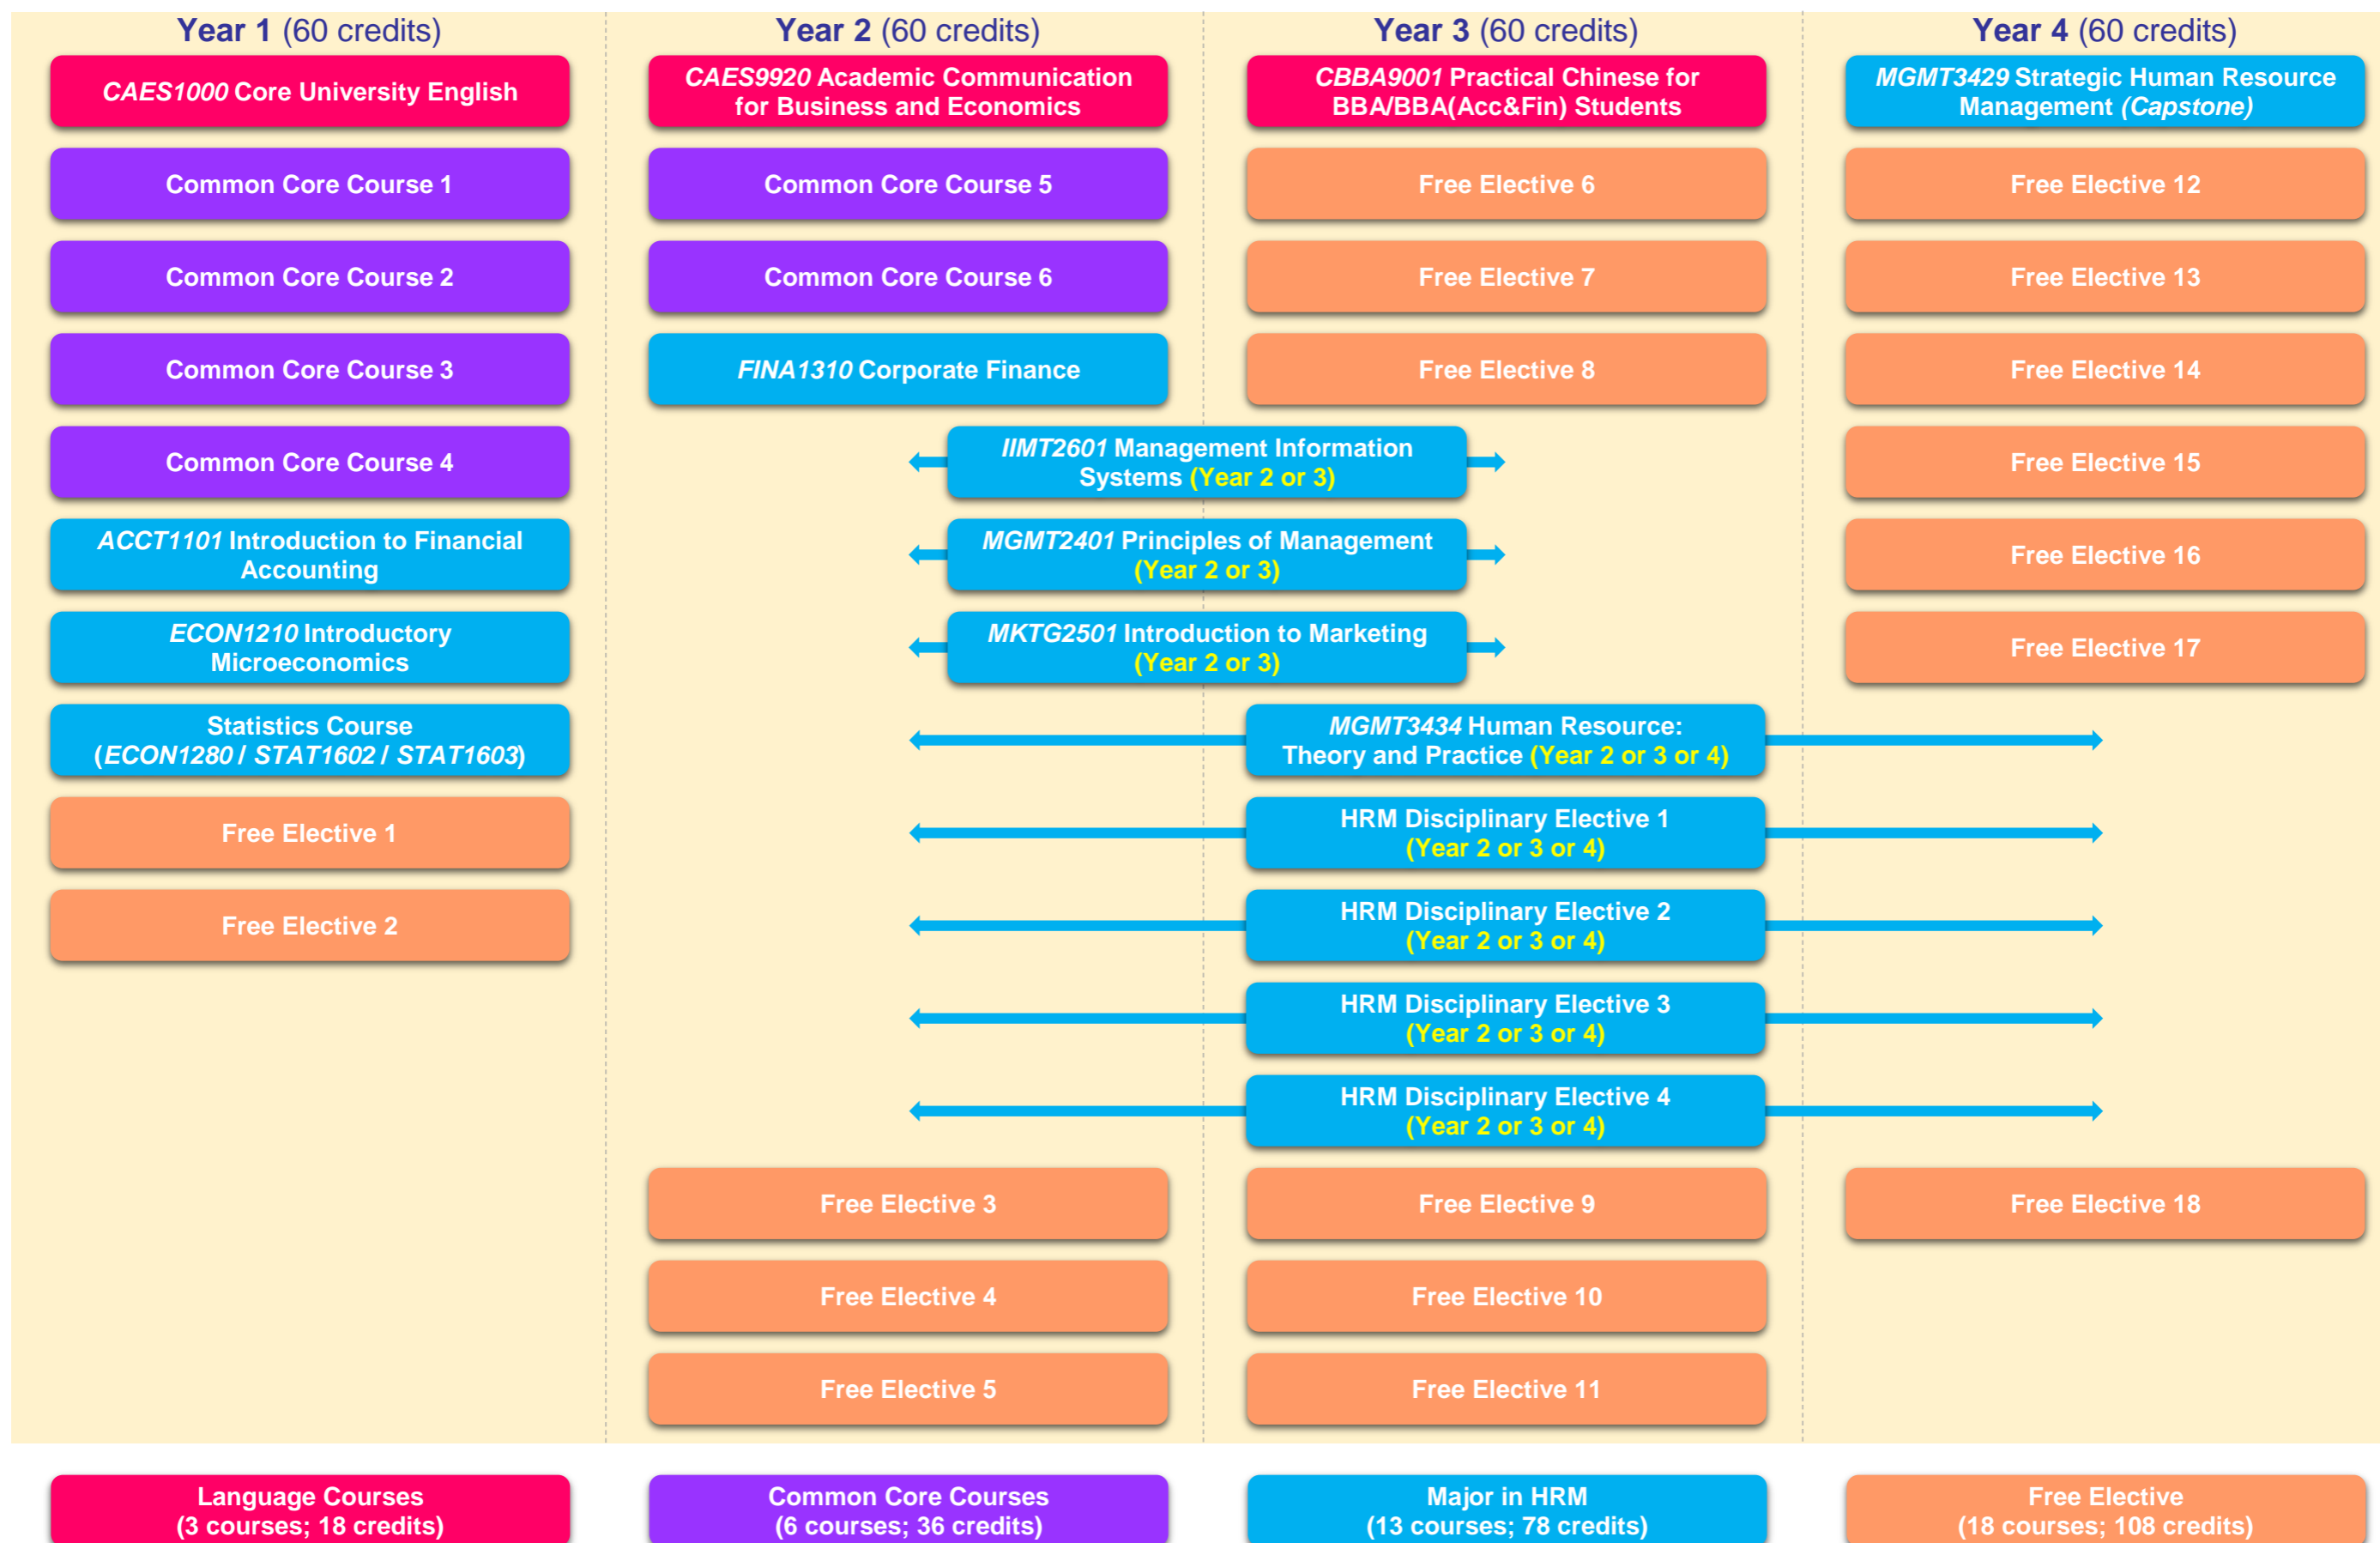 Year 1 (60 credits)
CAES1000 Core University English
Common Core Course 1
Common Core Course 2
Common Core Course 3
Common Core Course 4
ACCT1101 Introduction to Financial
Accounting
ECON1210 Introductory
Microeconomics
Statistics Course
(ECON1280 / STAT1602 / STAT1603)
Free Elective 1
Free Elective 2
Year 2 (60 credits)
CAES9920 Academic Communication
for Business and Economics
Common Core Course 5
Common Core Course 6
FINA1310 Corporate Finance
IIMT2601 Management Information
Systems (Year 2 or 3)
MGMT2401 Principles of Management
(Year 2 or 3)
MKTG2501 Introduction to Marketing
(Year 2 or 3)
Free Elective 3
Free Elective 4
Free Elective 5
Year 3 (60 credits)
CBBA9001 Practical Chinese for
BBA/BBA(Acc&Fin) Students
Free Elective 6
Free Elective 7
Free Elective 8
MGMT3434 Human Resource:
Theory and Practice (Year 2 or 3 or 4)
HRM Disciplinary Elective 1
(Year 2 or 3 or 4)
HRM Disciplinary Elective 2
(Year 2 or 3 or 4)
HRM Disciplinary Elective 3
(Year 2 or 3 or 4)
HRM Disciplinary Elective 4
(Year 2 or 3 or 4)
Free Elective 9
Free Elective 10
Free Elective 11
Year 4 (60 credits)
MGMT3429 Strategic Human Resource
Management (Capstone)
Free Elective 12
Free Elective 13
Free Elective 14
Free Elective 15
Free Elective 16
Free Elective 17
Free Elective 18
Language Courses
(3 courses; 18 credits)
Common Core Courses
(6 courses; 36 credits)
Major in HRM
(13 courses; 78 credits)
Free Elective
(18 courses; 108 credits)